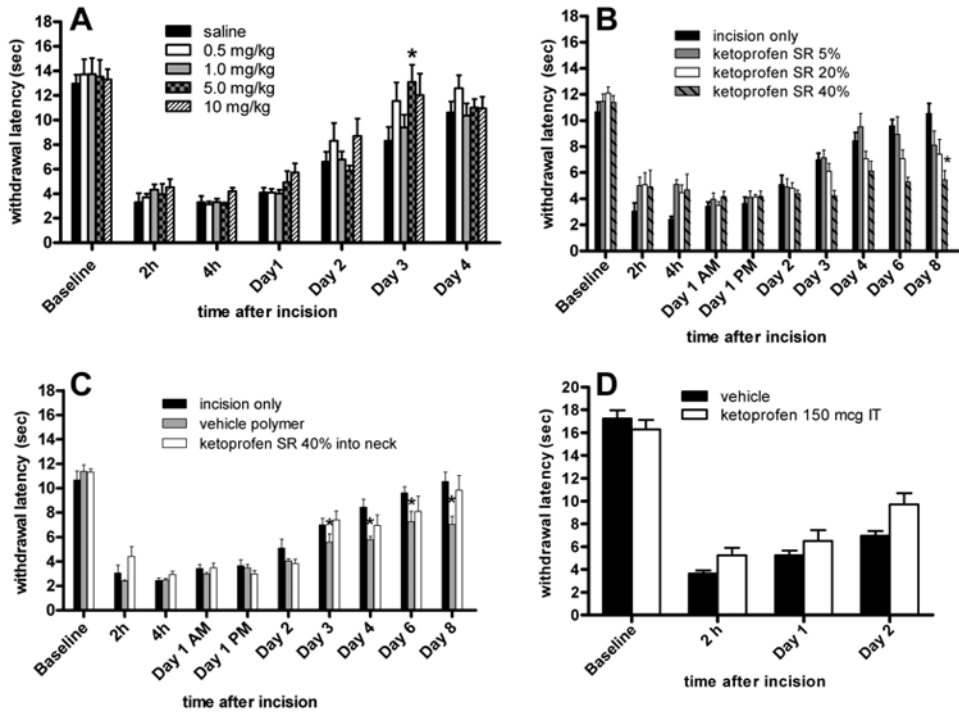 A
withdrawal latency (sec)
18
16
14
12
10
8
6
4
2
0
saline
0.5 mg/kg
1.0 mg/kg
5.0 mg/kg
10 mg/kg
*
Baseline
2h
4h
Day1
Day 2
Day 3
Day 4
time after incision
B
withdrawal latency (sec)
18
16
14
12
10
8
6
4
2
0
incision only
ketoprofen SR 5%
ketoprofen SR 20%
ketoprofen SR 40%
*
Baseline
2h
4h
Day 1 AM
Day 1 PM
Day 2
Day 3
Day 4
Day 6
Day 8
time after incision
C
withdrawal latency (sec)
18
16
14
12
10
8
6
4
2
0
incision only
vehicle polymer
ketoprofen SR 40% into neck
* * * *
Baseline
2h
4h
Day 1 AM
Day 1 PM
Day 2
Day 3
Day 4
Day 6
Day 8
time after incision
D
withdrawal latency (sec)
20
18
16
14
12
10
8
6
4
2
0
vehicle
ketoprofen 150 mcg IT
Baseline
2 h
Day 1
Day 2
time after incision